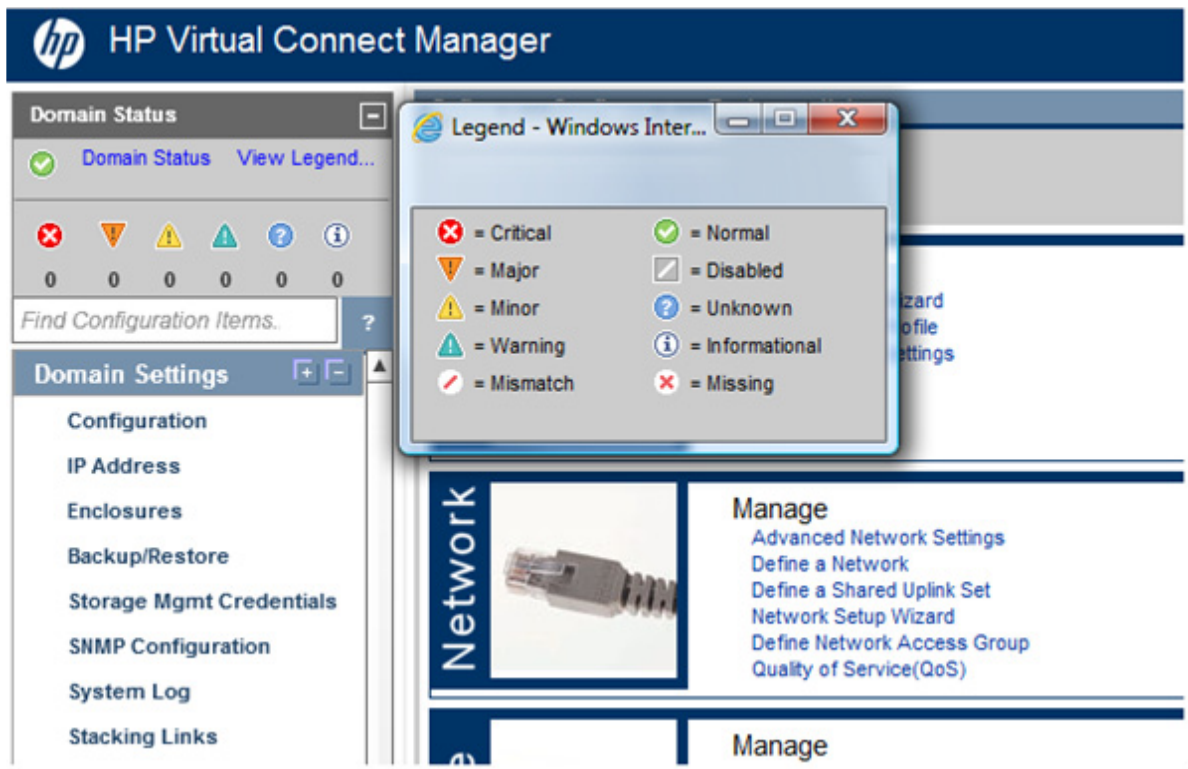 hp HP Virtual Connect Manager
Domain Status
Domain Status View Legend...
0 0 0 0 0 0
Find Configuration Items.. ?
Domain Settings
Configuration
IP Address
Enclosures
Backup/Restore
Storage Mgmt Credentials
SNMP Configuration
System Log
Stacking Links
Legend - Windows Inter...
= Critical = Normal
= Major = Disabled
= Minor = Unknown
= Warning = Informational
= Mismatch = Missing
izard
ofile
ettings
Network
Manage
Advanced Network Settings
Define a Network
Define a Shared Uplink Set
Network Setup Wizard
Define Network Access Group
Quality of Service(QoS)
Manage